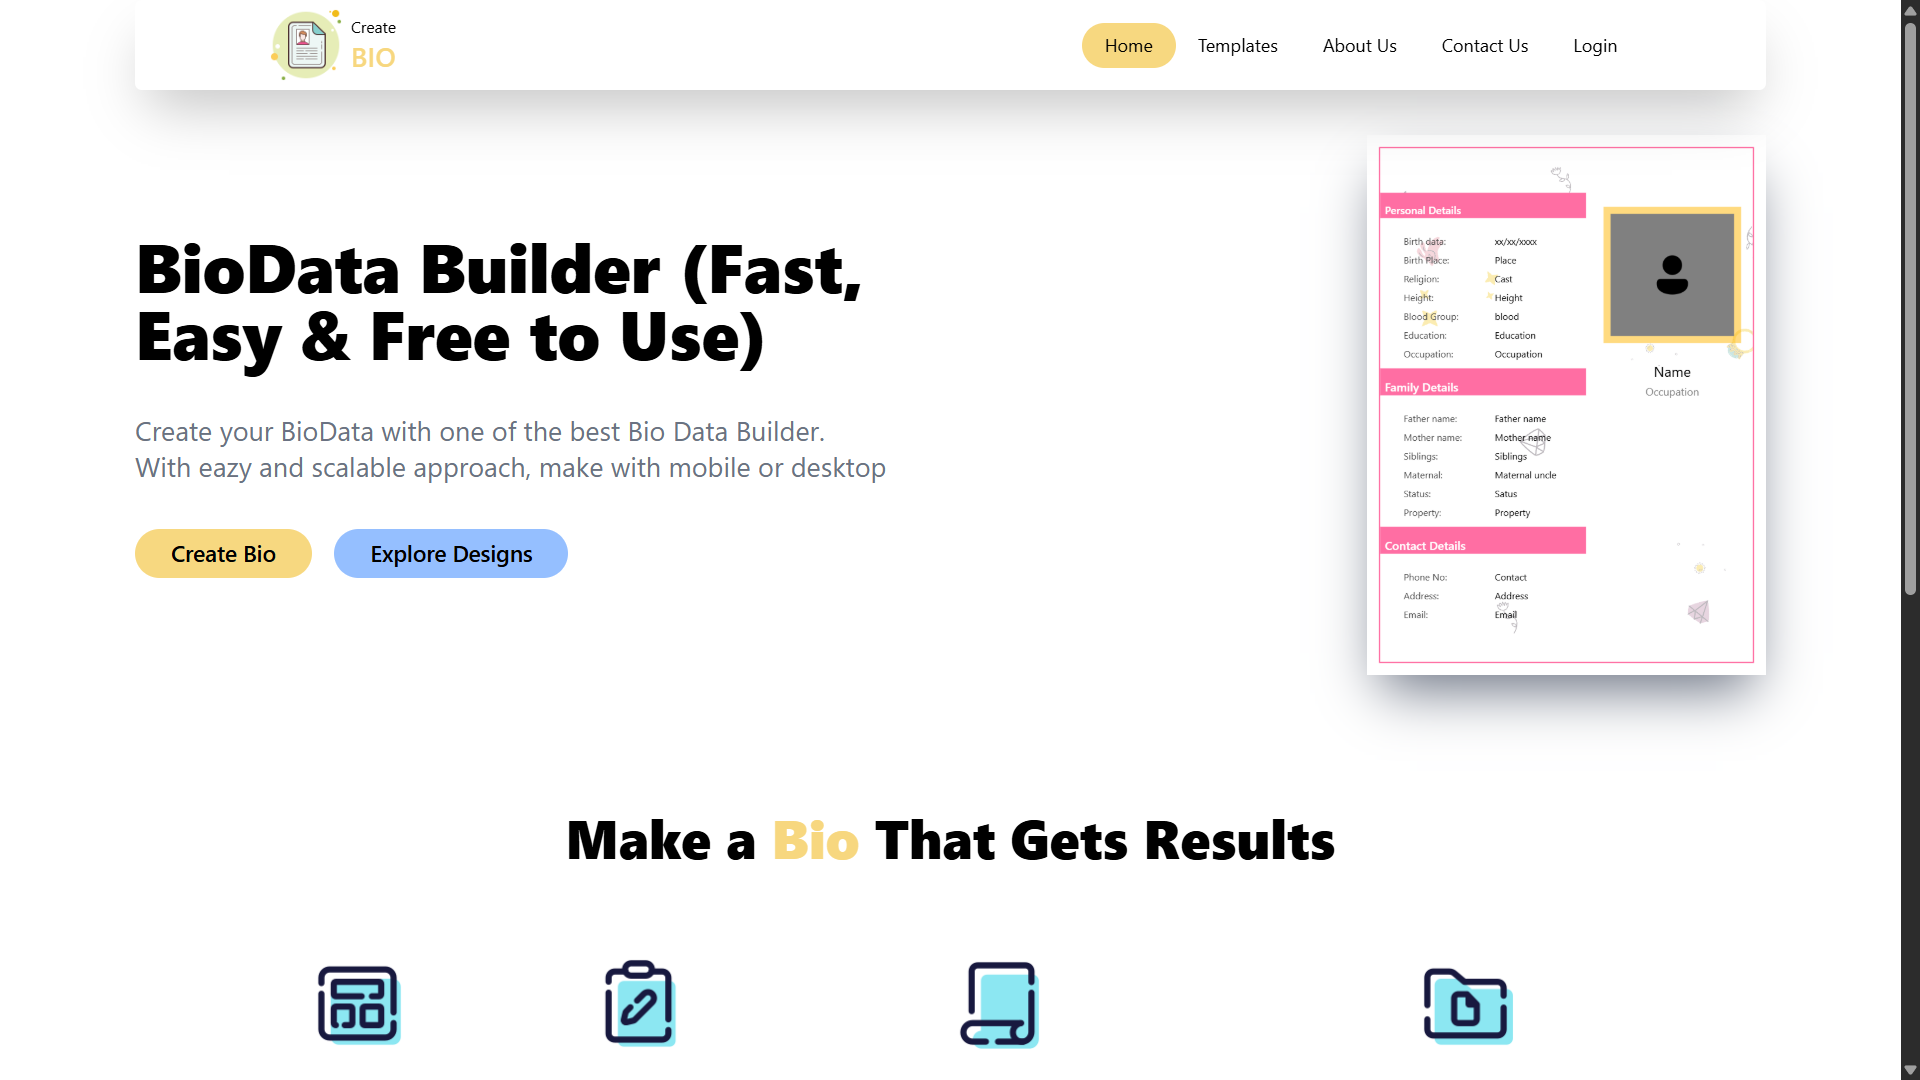 Create
BIO
Home
Templates
About Us
Contact Us
Login
BioData Builder (Fast,
Easy & Free to Use)
Create your BioData with one of the best Bio Data Builder.
With eazy and scalable approach, make with mobile or desktop
Create Bio
Explore Designs
Personal Details
Birth data: xx/xx/xxxx
Birth Place: Place
Religion: Cast
Height: Height
Blood Group: blood
Education: Education
Occupation: Occupation
Name
Occupation
Family Details
Father name: Father name
Mother name: Mother name
Siblings: Siblings
Maternal: Maternal uncle
Status: Satus
Property: Property
Contact Details
Phone No: Contact
Address: Address
Email: Email
Make a Bio That Gets Results